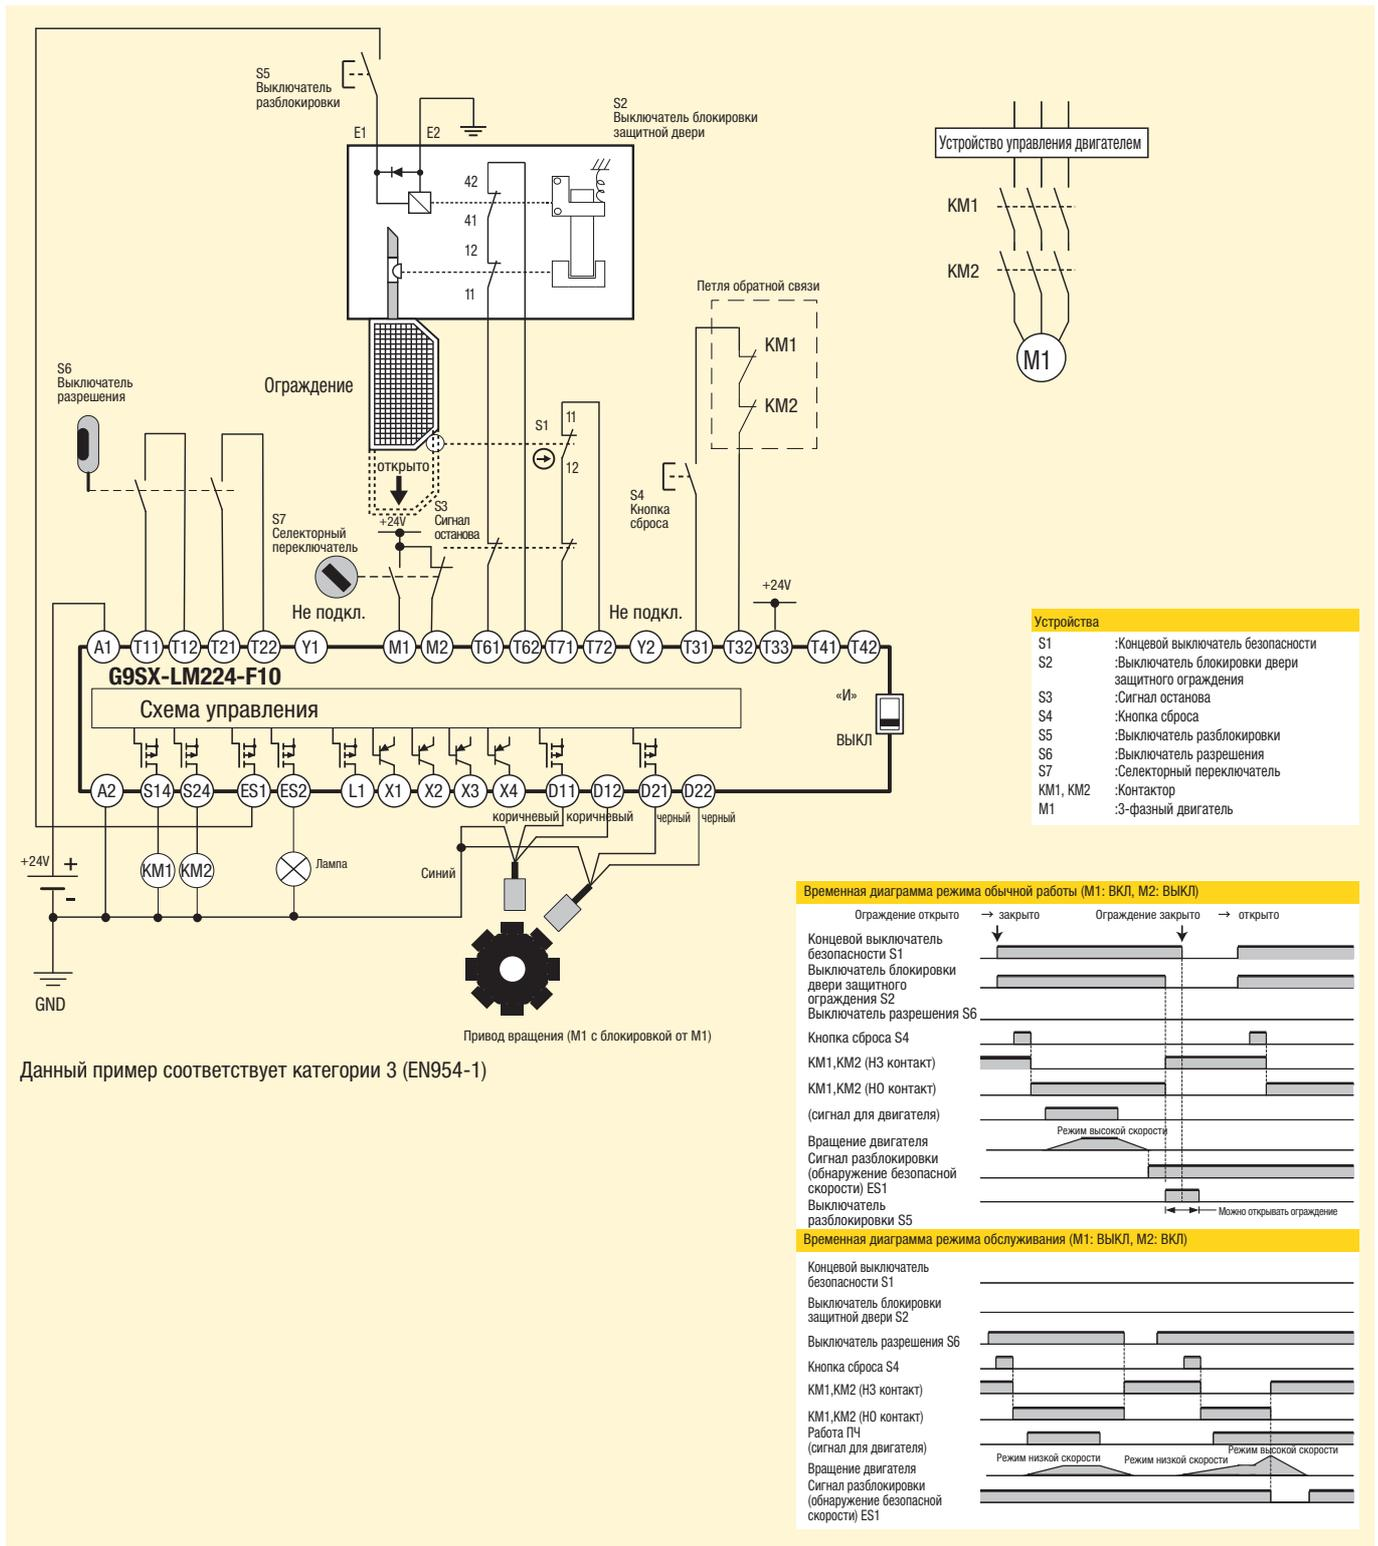 S5
Выключатель
разблокировки
E1
E2
S2
Выключатель блокировки
защитной двери
42
41
12
11
Устройство управления двигателем
KM1
KM2
M1
Петля обратной связи
KM1
KM2
S6
Выключатель
разрешения
Ограждение
S1
11
12
открыто
+24V
S3
Сигнал
останова
S7
Селекторный
переключатель
S4
Кнопка
сброса
Не подкл.
Не подкл.
+24V
A1
T11
T12
T21
T22
Y1
M1
M2
T61
T62
T71
T72
Y2
T31
T32
T33
T41
T42
G9SX-LM224-F10
Схема управления
«И»
ВЫКЛ
A2
S14
S24
ES1
ES2
L1
X1
X2
X3
X4
D11
D12
D21
D22
коричневый
коричневый
черный
черный
+24V
+
-
KM1
KM2
Лампа
Синий
GND
Привод вращения (M1 с блокировкой от M1)
Данный пример соответствует категории 3 (EN954-1)
Устройства
S1 :Концевой выключатель безопасности
S2 :Выключатель блокировки двери
защитного ограждения
S3 :Сигнал останова
S4 :Кнопка сброса
S5 :Выключатель разблокировки
S6 :Выключатель разрешения
S7 :Селекторный переключатель
KM1, KM2 :Контактор
M1 :3-фазный двигатель
Временная диаграмма режима обычной работы (M1: ВКЛ, M2: ВЫКЛ)
Ограждение открыто → закрыто
Ограждение закрыто → открыто
Концевой выключатель
безопасности S1
Выключатель блокировки
двери защитного
ограждения S2
Выключатель разрешения S6
Кнопка сброса S4
KM1,KM2 (НЗ контакт)
KM1,KM2 (НО контакт)
(сигнал для двигателя)
Режим высокой скорости
Вращение двигателя
Сигнал разблокировки
(обнаружение безопасной
скорости) ES1
Выключатель
разблокировки S5
Можно открывать ограждение
Временная диаграмма режима обслуживания (M1: ВЫКЛ, M2: ВКЛ)
Концевой выключатель
безопасности S1
Выключатель блокировки
защитной двери S2
Выключатель разрешения S6
Кнопка сброса S4
KM1,KM2 (НЗ контакт)
KM1,KM2 (НО контакт)
Работа ПЧ
(сигнал для двигателя)
Режим низкой скорости
Режим низкой скорости
Режим высокой скорости
Вращение двигателя
Сигнал разблокировки
(обнаружение безопасной
скорости) ES1